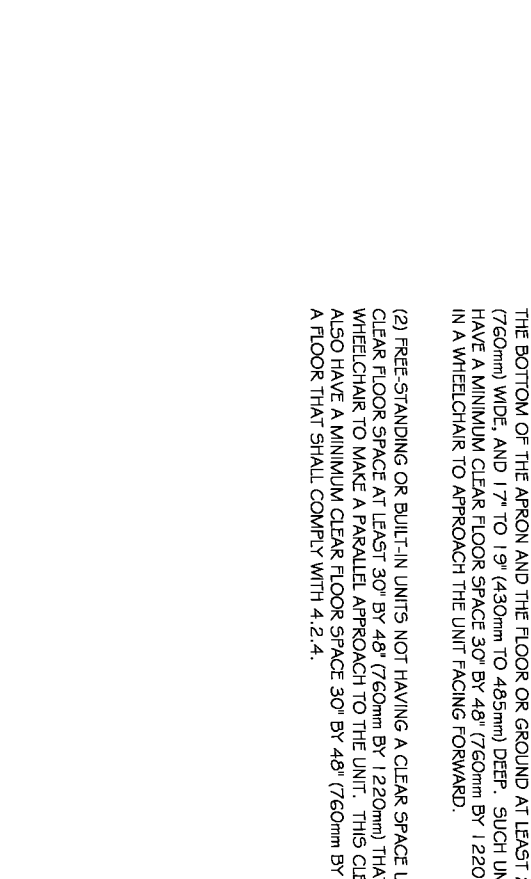 THE BOTTOM OF THE APRON AND THE FLOOR OR GROUND AT LEAST
(760mm) WIDE, AND 17" TO 19" (430mm TO 485mm) DEEP. SUCH
HAVE A MINIMUM CLEAR FLOOR SPACE 30" BY 48" (760mm BY 1220
IN A WHEELCHAIR TO APPROACH THE UNIT FACING FORWARD.
(2) FREE-STANDING OR BUILT-IN UNITS NOT HAVING A CLEAR SPACE
CLEAR FLOOR SPACE AT LEAST 30" BY 48" (760mm BY 1220mm) THA
WHEELCHAIR TO MAKE A PARALLEL APPROACH TO THE UNIT. THIS CLE
ALSO HAVE A MINIMUM CLEAR FLOOR SPACE 30" BY 48" (760mm BY
A FLOOR THAT SHALL COMPLY WITH 4.2.4.